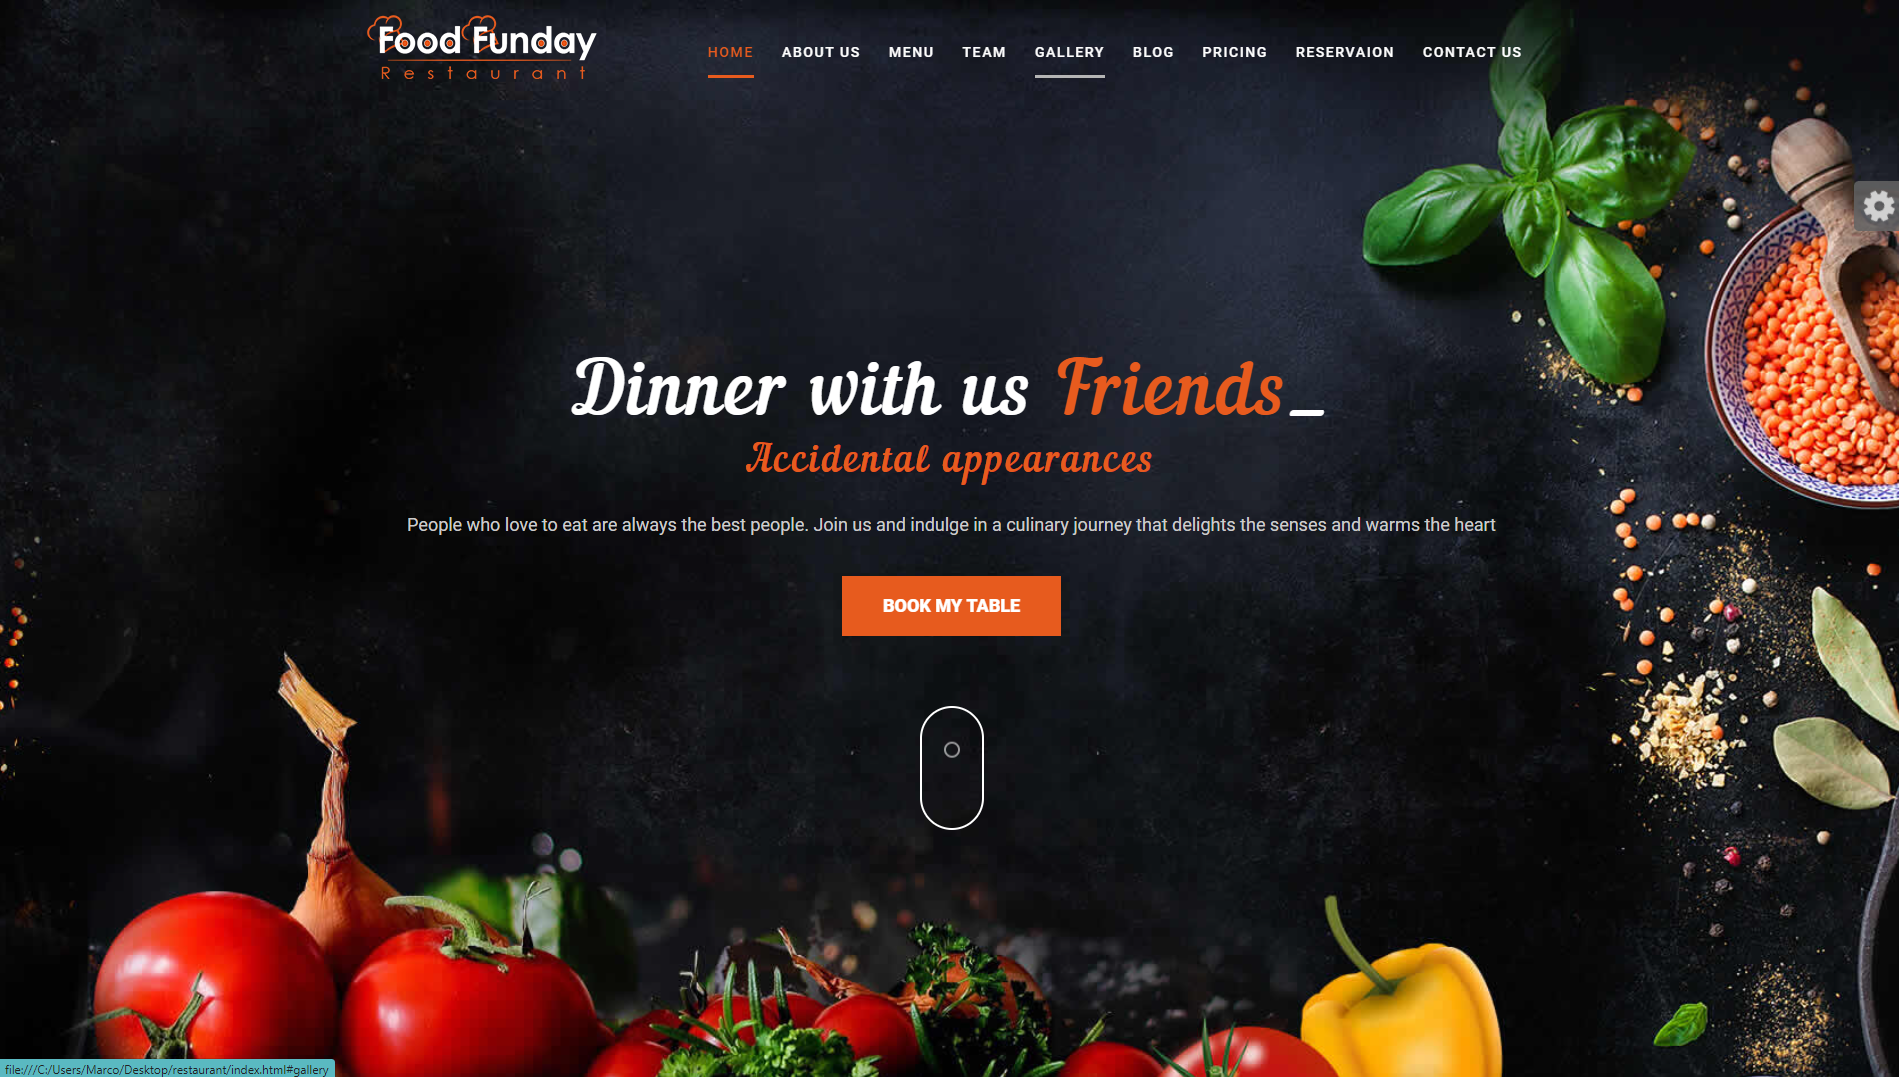 Food Funday
Restaurant
HOME ABOUT US MENU TEAM GALLERY BLOG PRICING RESERVAION CONTACT US
Dinner with us Friends_
Accidental appearances
People who love to eat are always the best people. Join us and indulge in a culinary journey that delights the senses and warms the heart
BOOK MY TABLE
file:///C:/Users/Marco/Desktop/restaurant/index.html#gallery